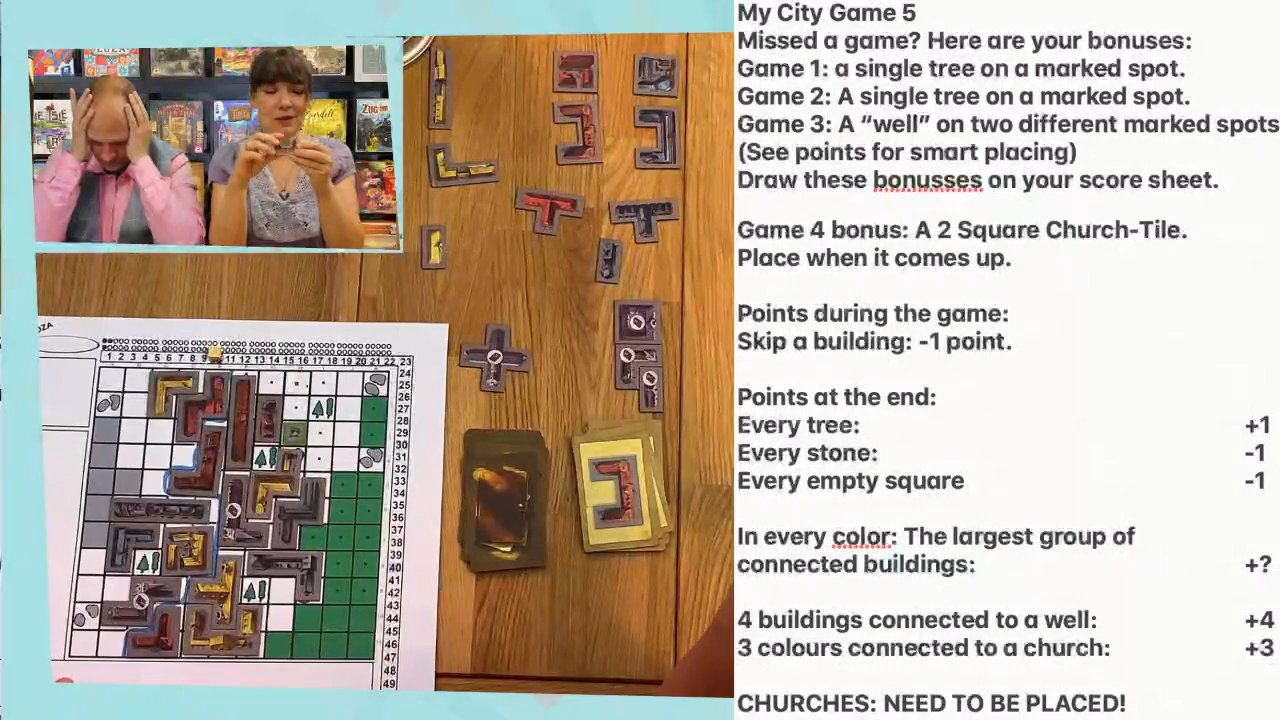 My City Game 5
Missed a game? Here are your bonuses:
Game 1: a single tree on a marked spot.
Game 2: A single tree on a marked spot.
Game 3: A “well” on two different marked spots
(See points for smart placing)
Draw these bonusses on your score sheet.
Game 4 bonus: A 2 Square Church-Tile.
Place when it comes up.
Points during the game:
Skip a building: -1 point.
Points at the end:
Every tree: +1
Every stone: -1
Every empty square -1
In every color: The largest group of
connected buildings: +?
4 buildings connected to a well: +4
3 colours connected to a church: +3
CHURCHES: NEED TO BE PLACED!
1 2 3 4 5 6 7 8 9 11 12 13 14 15 16 17 18 19 20 21 22 23
24
25
26
27
28
29
30
31
32
33
34
35
36
37
38
39
40
41
42
43
44
45
46
47
48
49